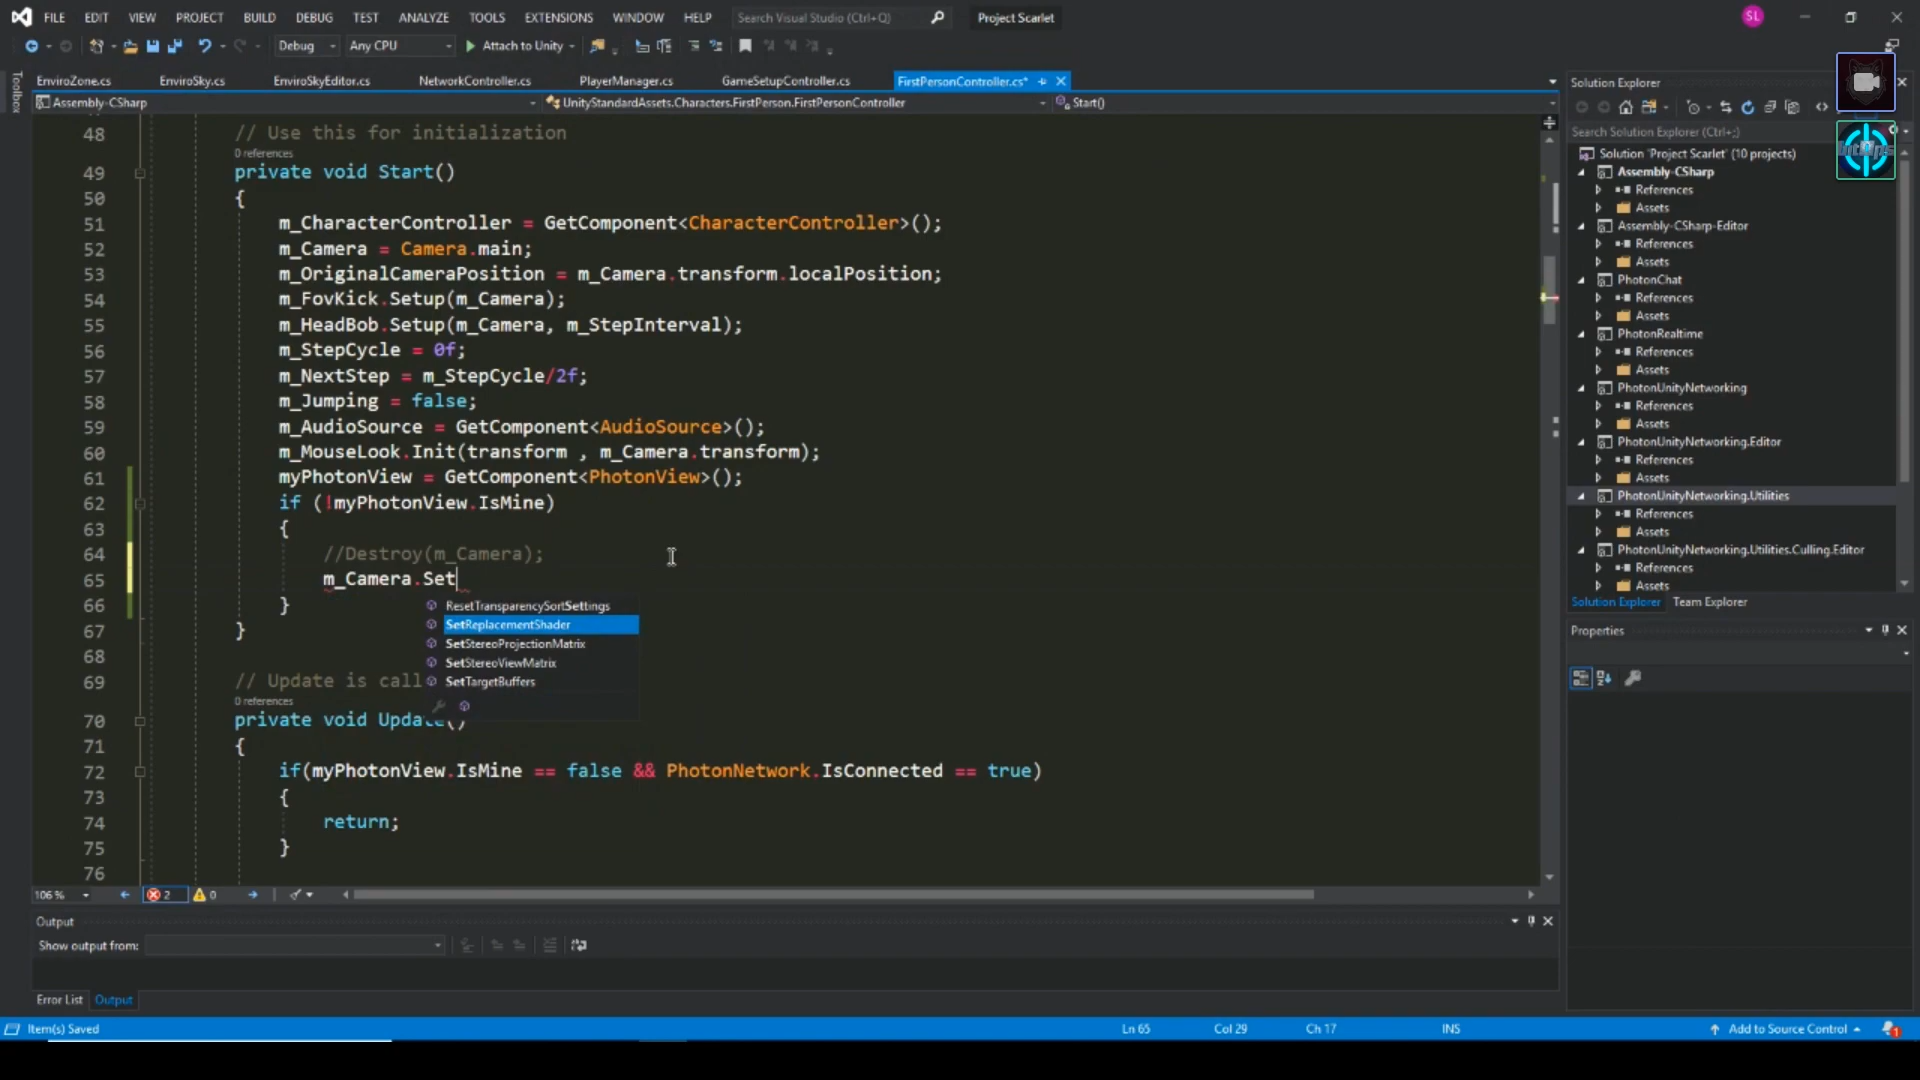 FILE EDIT VIEW PROJECT BUILD DEBUG TEST ANALYZE TOOLS EXTENSIONS WINDOW HELP Search Visual Studio (Ctrl+Q) Project Scarlet SL
Debug Any CPU Attach to Unity
Toolbox
EnviroZone.cs EnviroSky.cs EnviroSkyEditor.cs NetworkController.cs PlayerManager.cs GameSetupController.cs FirstPersonController.cs*
Assembly-CSharp UnityStandardAssets.Characters.FirstPerson.FirstPersonController Start()
48 // Use this for initialization
0 references
49 private void Start()
50 {
51 m_CharacterController = GetComponent<CharacterController>();
52 m_Camera = Camera.main;
53 m_OriginalCameraPosition = m_Camera.transform.localPosition;
54 m_FovKick.Setup(m_Camera);
55 m_HeadBob.Setup(m_Camera, m_StepInterval);
56 m_StepCycle = 0f;
57 m_NextStep = m_StepCycle/2f;
58 m_Jumping = false;
59 m_AudioSource = GetComponent<AudioSource>();
60 m_MouseLook.Init(transform , m_Camera.transform);
61 myPhotonView = GetComponent<PhotonView>();
62 if (!myPhotonView.IsMine)
63 {
64 //Destroy(m_Camera);
65 m_Camera.Set
66 }
ResetTransparencySortSettings
SetReplacementShader
SetStereoProjectionMatrix
SetStereoViewMatrix
SetTargetBuffers
67 }
68
69 // Update is call
0 references
70 private void Update()
71 {
72 if(myPhotonView.IsMine == false && PhotonNetwork.IsConnected == true)
73 {
74 return;
75 }
76
106 % 2 0
Output
Show output from:
Error List Output
Item(s) Saved Ln 65 Col 29 Ch 17 INS Add to Source Control 1
Solution Explorer
Search Solution Explorer (Ctrl+;)
Solution 'Project Scarlet' (10 projects)
Assembly-CSharp
References
Assets
Assembly-CSharp-Editor
References
Assets
PhotonChat
References
Assets
PhotonRealtime
References
Assets
PhotonUnityNetworking
References
Assets
PhotonUnityNetworking.Editor
References
Assets
PhotonUnityNetworking.Utilities
References
Assets
PhotonUnityNetworking.Utilities.Culling.Editor
References
Assets
Solution Explorer Team Explorer
Properties